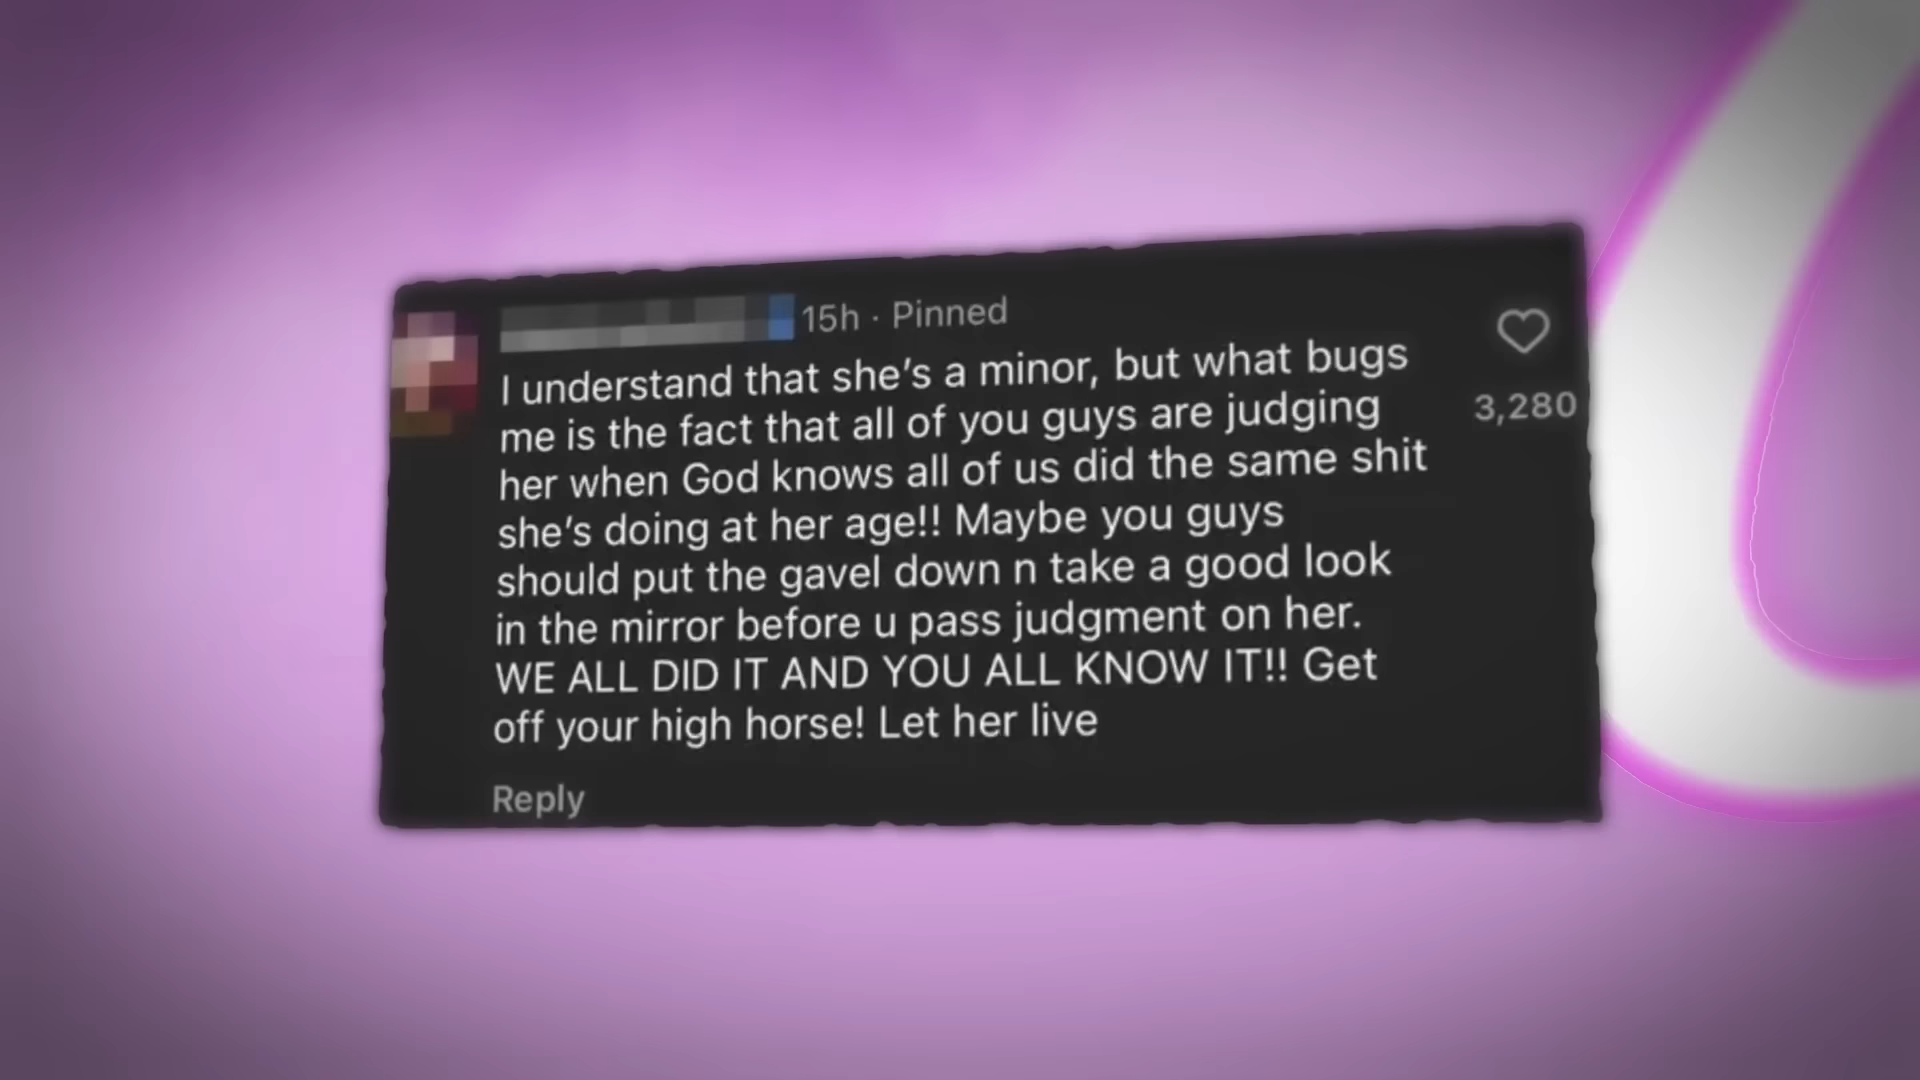 15h · Pinned
I understand that she's a minor, but what bugs
me is the fact that all of you guys are judging
her when God knows all of us did the same shit
she's doing at her age!! Maybe you guys
should put the gavel down n take a good look
in the mirror before u pass judgment on her.
WE ALL DID IT AND YOU ALL KNOW IT!! Get
off your high horse! Let her live
3,280
Reply